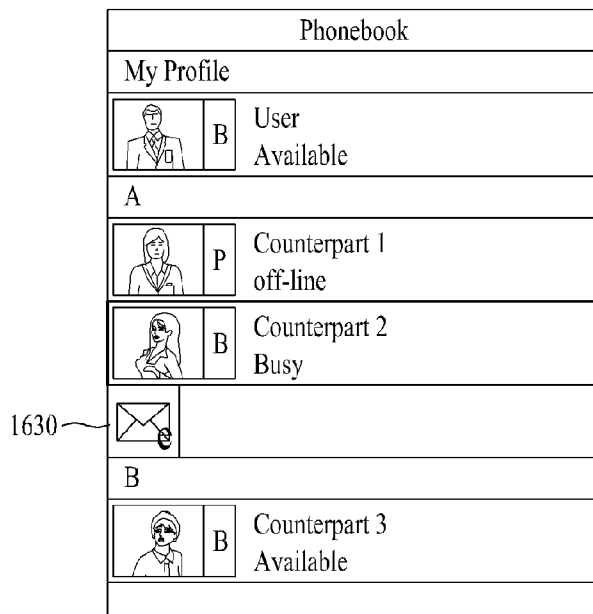 Phonebook
My Profile
B
User
Available
A
P
Counterpart 1
off-line
B
Counterpart 2
Busy
1630
e
B
B
Counterpart 3
Available